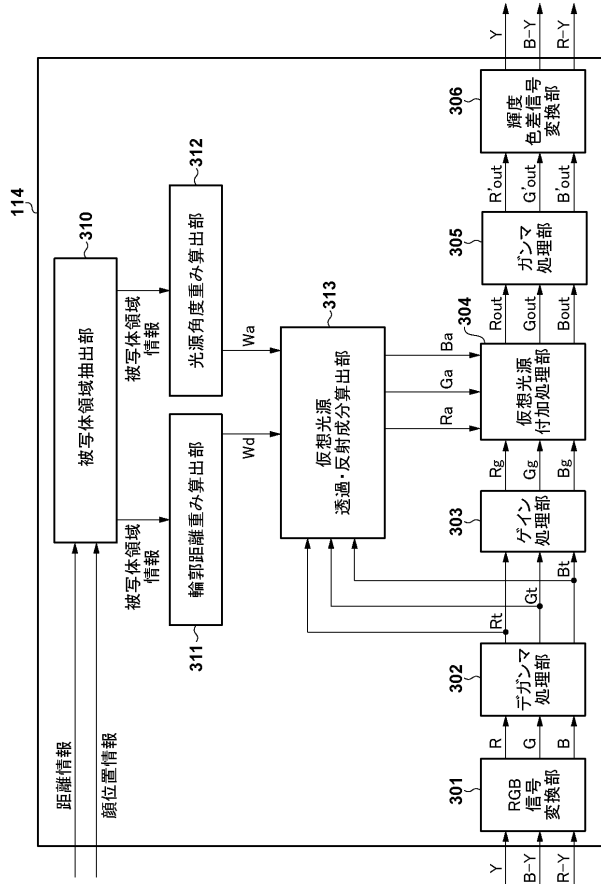 114
距離情報
顔位置情報
310
被写体領域抽出部
被写体領域
情報
被写体領域
情報
311
輪郭距離重み算出部
312
光源角度重み算出部
Wd
Wa
313
仮想光源
透過・反射成分算出部
Ra
Ga
Ba
Y
B-Y
R-Y
301
RGB
信号
変換部
R
G
B
302
デガンマ
処理部
Rt
Gt
Bt
303
ゲイン
処理部
Rg
Gg
Bg
304
仮想光源
付加処理部
Rout
Gout
Bout
305
ガンマ
処理部
R'out
G'out
B'out
306
輝度
色差信号
変換部
Y
B-Y
R-Y